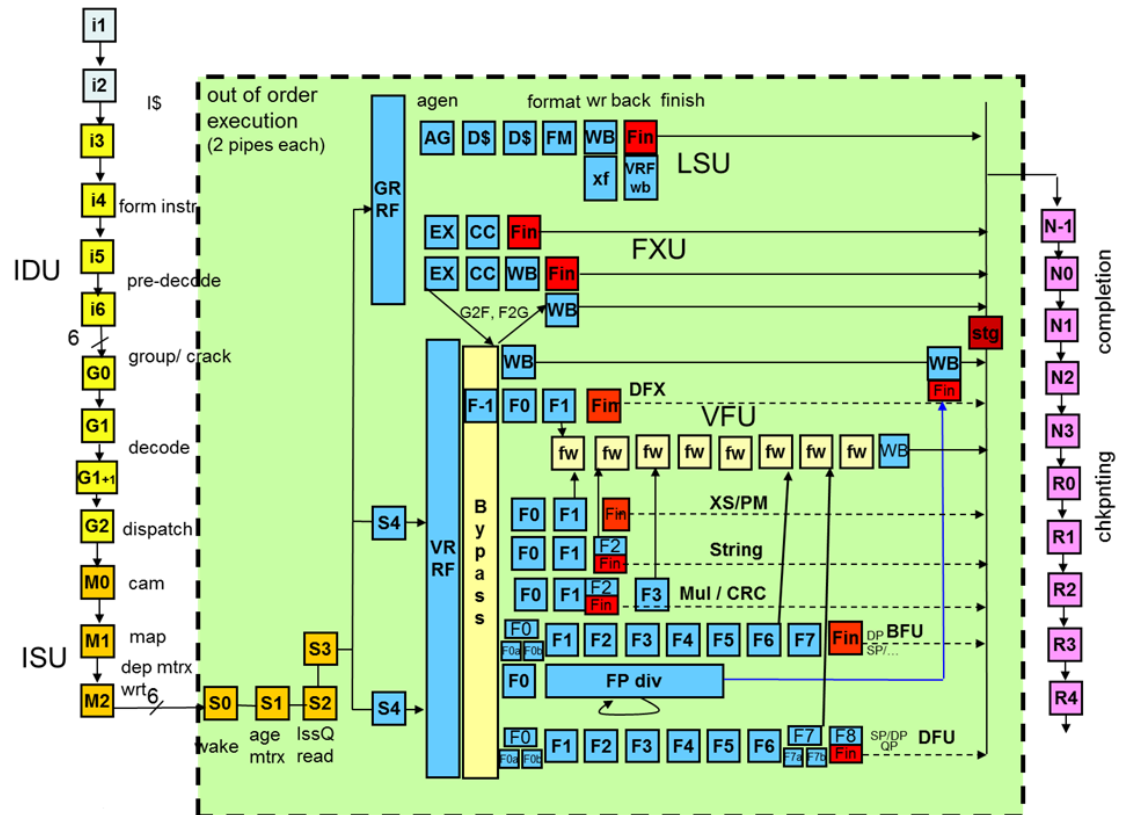 i1
i2
I$
i3
i4
form instr
IDU
i5
pre-decode
i6
6
group/ crack
G0
G1
decode
G1+1
G2
dispatch
M0
cam
M1
map
ISU
dep mtrx
wrt
6
M2
out of order
execution
(2 pipes each)
S0
S1
S2
S3
wake
age
mtrx
IssQ
read
S4
S4
GR
RF
VR
RF
Bypass
agen
format wr back finish
AG D$ D$ FM WB Fin
LSU
xf
VRF
wb
EX CC Fin
FXU
EX CC WB Fin
G2F, F2G
WB
WB
WB
Fin
stg
F-1 F0 F1 Fin
DFX
VFU
fw fw fw fw fw fw fw fw WB
F0 F1 Fin
XS/PM
F0 F1 F2
Fin
String
F0 F1 F2
Fin
F3
Mul / CRC
F0
F0a F0b
F1 F2 F3 F4 F5 F6 F7 Fin
DP BFU
SP/...
F0 FP div
F0
F0a F0b
F1 F2 F3 F4 F5 F6
F7
F7a F7b
F8
Fin
SP/DP
QP
DFU
N-1
N0
N1
N2
N3
completion
R0
R1
R2
R3
R4
chkpnting